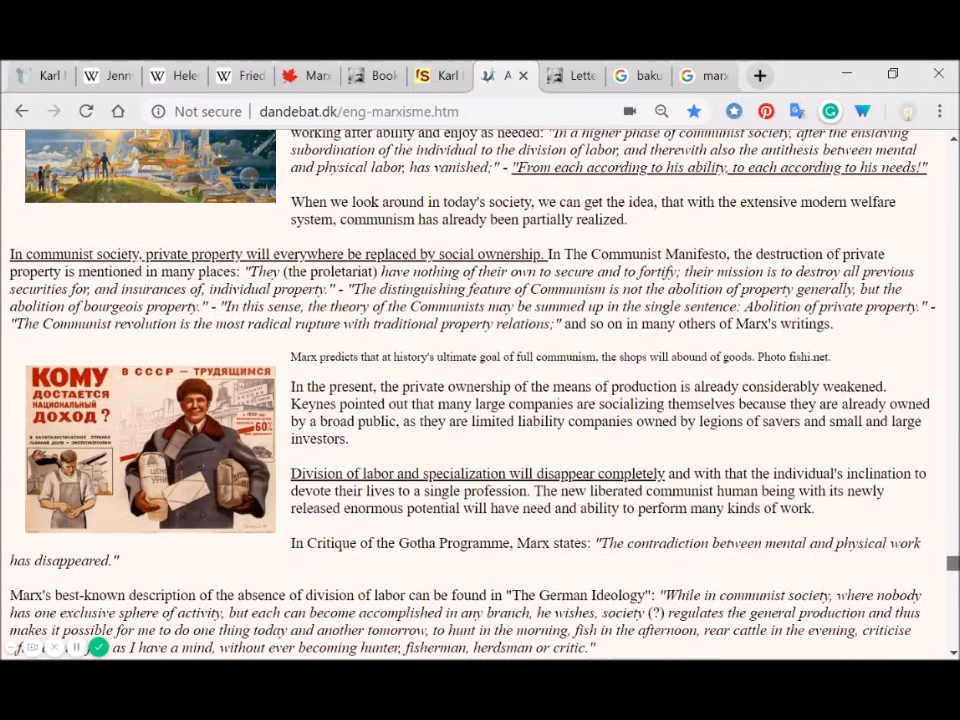 Karl
Jenn
Hele
Fried
Marx
Book
Karl
A
Lette
baku
marx
Not secure
dandebat.dk/eng-marxisme.htm
working after ability and enjoy as needed: "In a higher phase of communist society, after the enslaving
subordination of the individual to the division of labor, and therewith also the antithesis between mental
and physical labor, has vanished;" - "From each according to his ability, to each according to his needs!"
When we look around in today's society, we can get the idea, that with the extensive modern welfare
system, communism has already been partially realized.
In communist society, private property will everywhere be replaced by social ownership. In The Communist Manifesto, the destruction of private
property is mentioned in many places: "They (the proletariat) have nothing of their own to secure and to fortify; their mission is to destroy all previous
securities for, and insurances of, individual property." - "The distinguishing feature of Communism is not the abolition of property generally, but the
abolition of bourgeois property." - "In this sense, the theory of the Communists may be summed up in the single sentence: Abolition of private property." -
"The Communist revolution is the most radical rupture with traditional property relations;" and so on in many others of Marx's writings.
КОМУ
ДОСТАЕТСЯ
НАЦИОНАЛЬНЫЙ
ДОХОД?
В СССР — ТРУДЯЩИМСЯ
60%
Marx predicts that at history's ultimate goal of full communism, the shops will abound of goods. Photo fishi.net.
In the present, the private ownership of the means of production is already considerably weakened.
Keynes pointed out that many large companies are socializing themselves because they are already owned
by a broad public, as they are limited liability companies owned by legions of savers and small and large
investors.
Division of labor and specialization will disappear completely and with that the individual's inclination to
devote their lives to a single profession. The new liberated communist human being with its newly
released enormous potential will have need and ability to perform many kinds of work.
In Critique of the Gotha Programme, Marx states: "The contradiction between mental and physical work
has disappeared."
Marx's best-known description of the absence of division of labor can be found in "The German Ideology": "While in communist society, where nobody
has one exclusive sphere of activity, but each can become accomplished in any branch, he wishes, society (?) regulates the general production and thus
makes it possible for me to do one thing today and another tomorrow, to hunt in the morning, fish in the afternoon, rear cattle in the evening, criticise
as I have a mind, without ever becoming hunter, fisherman, herdsman or critic."